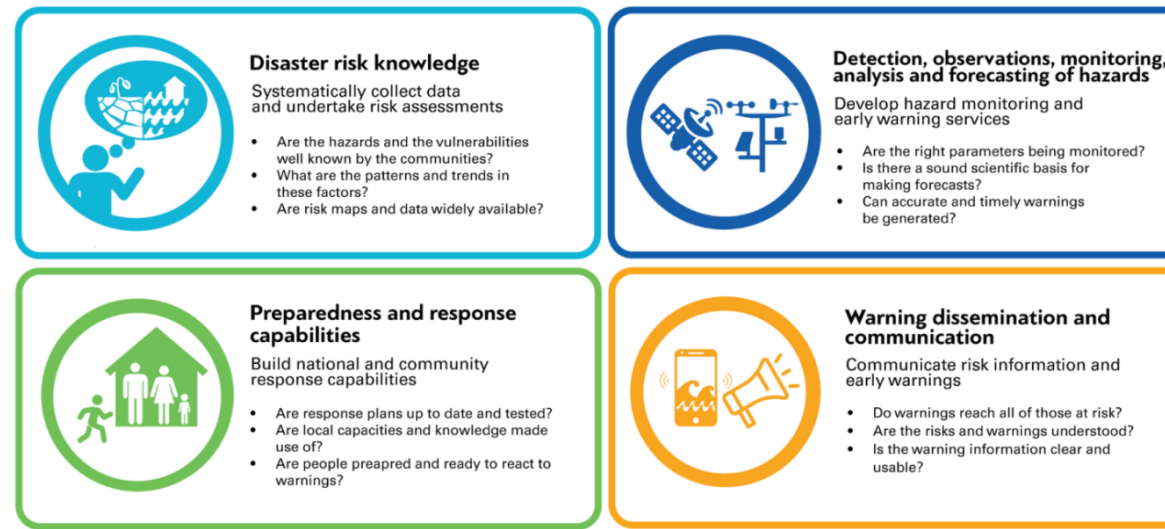 Disaster risk knowledge
Systematically collect data
and undertake risk assessments
• Are the hazards and the vulnerabilities
well known by the communities?
• What are the patterns and trends in
these factors?
• Are risk maps and data widely available?
Detection, observations, monitoring,
analysis and forecasting of hazards
Develop hazard monitoring and
early warning services
• Are the right parameters being monitored?
• Is there a sound scientific basis for
making forecasts?
• Can accurate and timely warnings
be generated?
Preparedness and response
capabilities
Build national and community
response capabilities
• Are response plans up to date and tested?
• Are local capacities and knowledge made
use of?
• Are people preapred and ready to react to
warnings?
Warning dissemination and
communication
Communicate risk information and
early warnings
• Do warnings reach all of those at risk?
• Are the risks and warnings understood?
• Is the warning information clear and
usable?